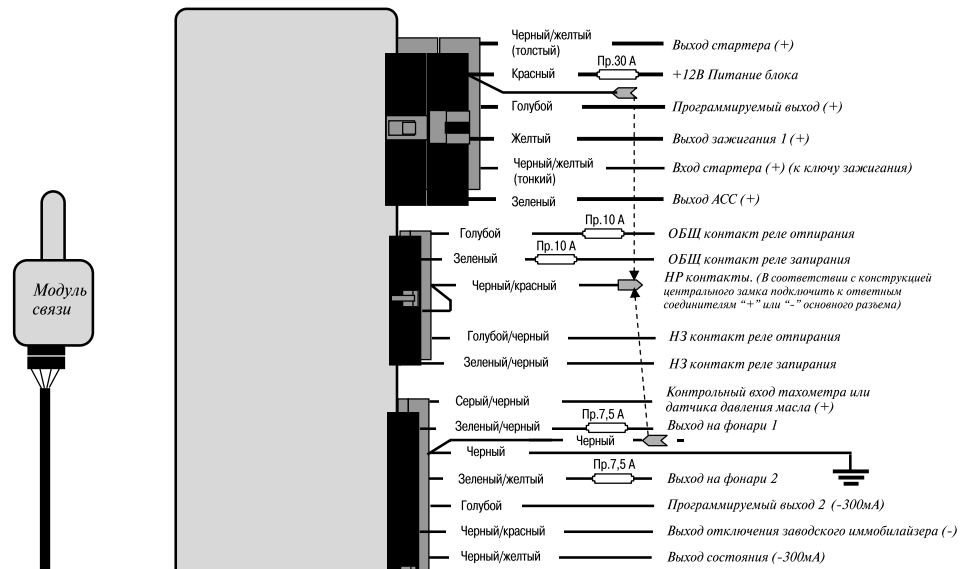 Черный/желтый
(толстый)
Выход стартера (+)
Пр.30 А
Красный
+12В Питание блока
Голубой
Программируемый выход (+)
Желтый
Выход зажигания 1 (+)
Черный/желтый
(тонкий)
Вход стартера (+) (к ключу зажигания)
Зеленый
Выход АСС (+)
Пр.10 А
Голубой
ОБЩ контакт реле отпирания
Пр.10 А
Зеленый
ОБЩ контакт реле запирания
Черный/красный
НР контакты. (В соответствии с конструкцией
центрального замка подключить к ответным
соединителям “+” или “-” основного разъема)
Модуль
связи
Голубой/черный
НЗ контакт реле отпирания
Зеленый/черный
НЗ контакт реле запирания
Серый/черный
Контрольный вход тахометра или
датчика давления масла (+)
Пр.7,5 А
Зеленый/черный
Выход на фонари 1
Черный
Черный
Пр.7,5 А
Зеленый/желтый
Выход на фонари 2
Голубой
Программируемый выход 2 (-300мА)
Черный/красный
Выход отключения заводского иммобилайзера (-)
Черный/желтый
Выход состояния (-300мА)